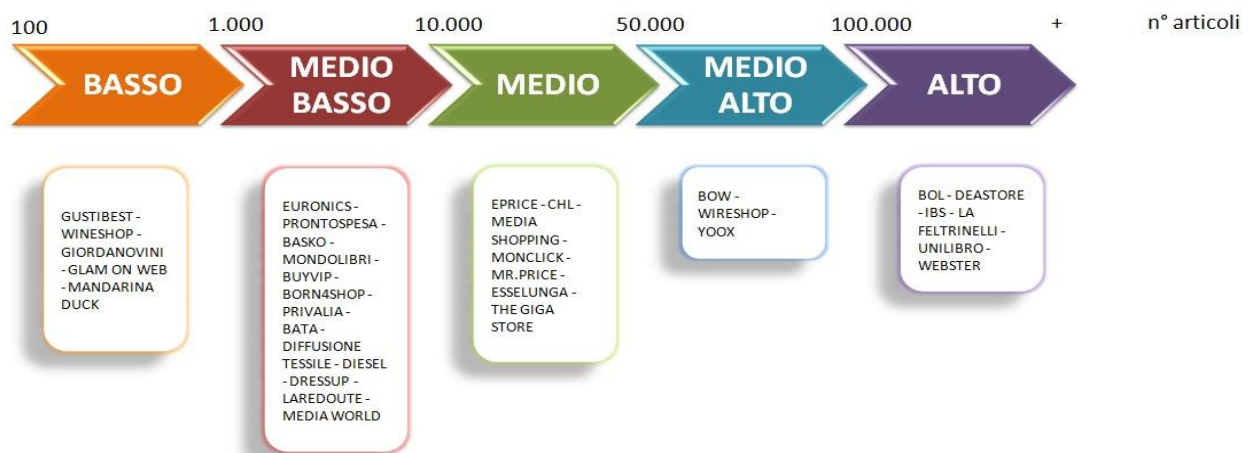 100 1.000 10.000 50.000 100.000 + n° articoli
BASSO
MEDIO
BASSO
MEDIO
MEDIO
ALTO
ALTO
GUSTIBEST -
WINESHOP -
GIORDANOVINI
- GLAM ON WEB
- MANDARINA
DUCK
EURONICS -
PRONTOSPESA -
BASKO -
MONDOLIBRI -
BUYVIP -
BORN4SHOP -
PRIVALIA -
BATA -
DIFFUSIONE
TESSILE - DIESEL
- DRESSUP -
LAREDOUTE -
MEDIA WORLD
EPRICE - CHL -
MEDIA
SHOPPING -
MONCLICK -
MR.PRICE -
ESSELUNGA -
THE GIGA
STORE
BOW -
WIRESHOP -
YOOX
BOL - DEASTORE
- IBS - LA
FELTRINELLI -
UNILIBRO -
WEBSTER